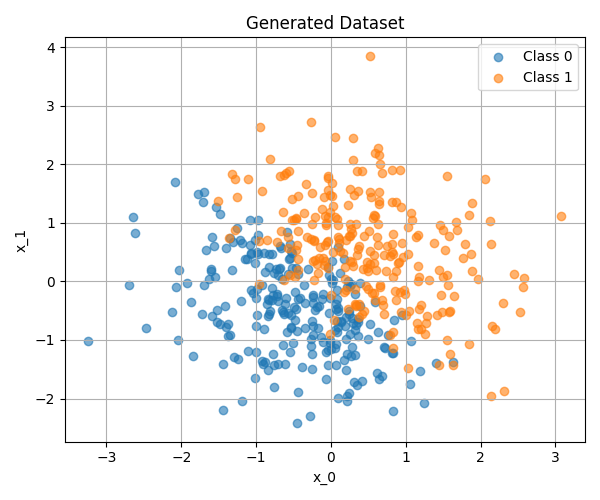 Generated Dataset
Class 0
Class 1
4
3
2
1
0
−1
−2
x_1
−3
−2
−1
0
1
2
3
x_0